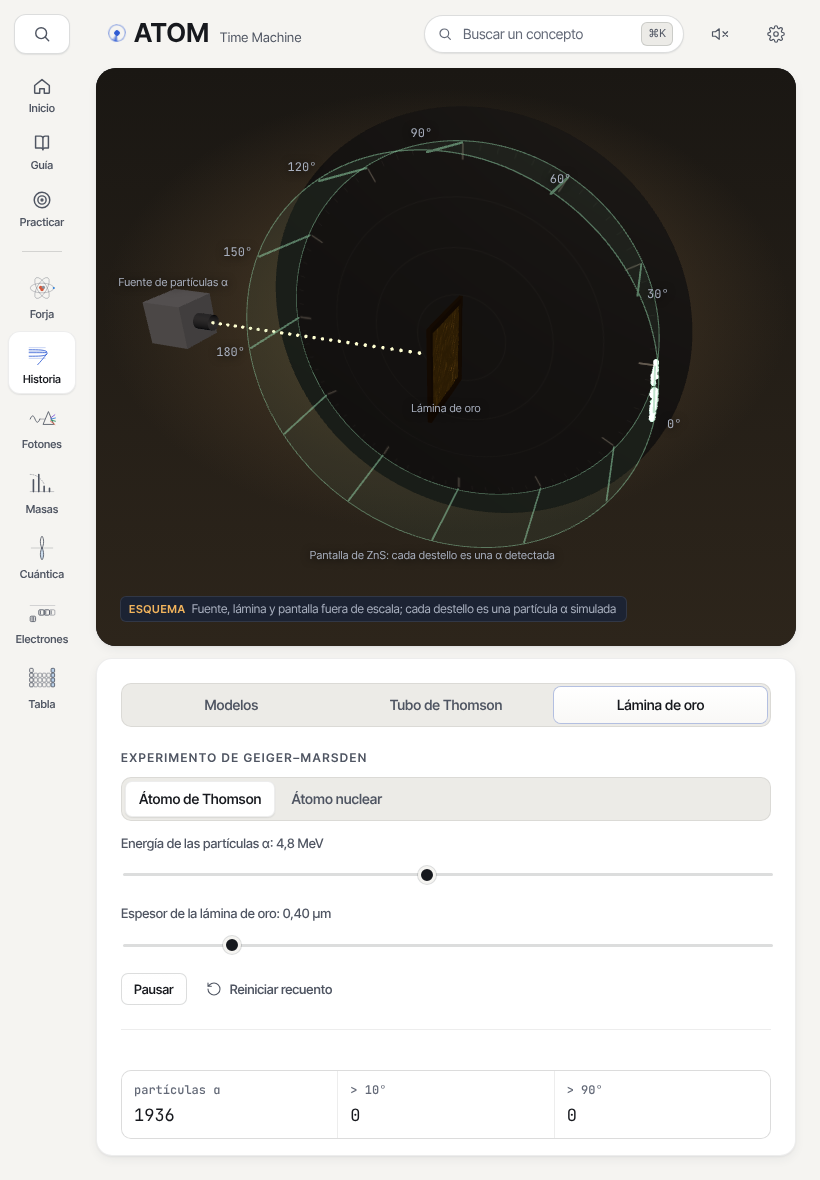 ATOM Time Machine
Buscar un concepto ⌘K
Inicio
Guía
Practicar
Forja
Historia
Fotones
Masas
Cuántica
Electrones
Tabla
90°
120°
60°
150°
Fuente de partículas α
30°
180°
Lámina de oro
0°
Pantalla de ZnS: cada destello es una α detectada
ESQUEMA Fuente, lámina y pantalla fuera de escala; cada destello es una partícula α simulada
Modelos Tubo de Thomson Lámina de oro
EXPERIMENTO DE GEIGER–MARSDEN
Átomo de Thomson Átomo nuclear
Energía de las partículas α: 4,8 MeV
Espesor de la lámina de oro: 0,40 µm
Pausar Reiniciar recuento
partículas α > 10° > 90°
1936 0 0